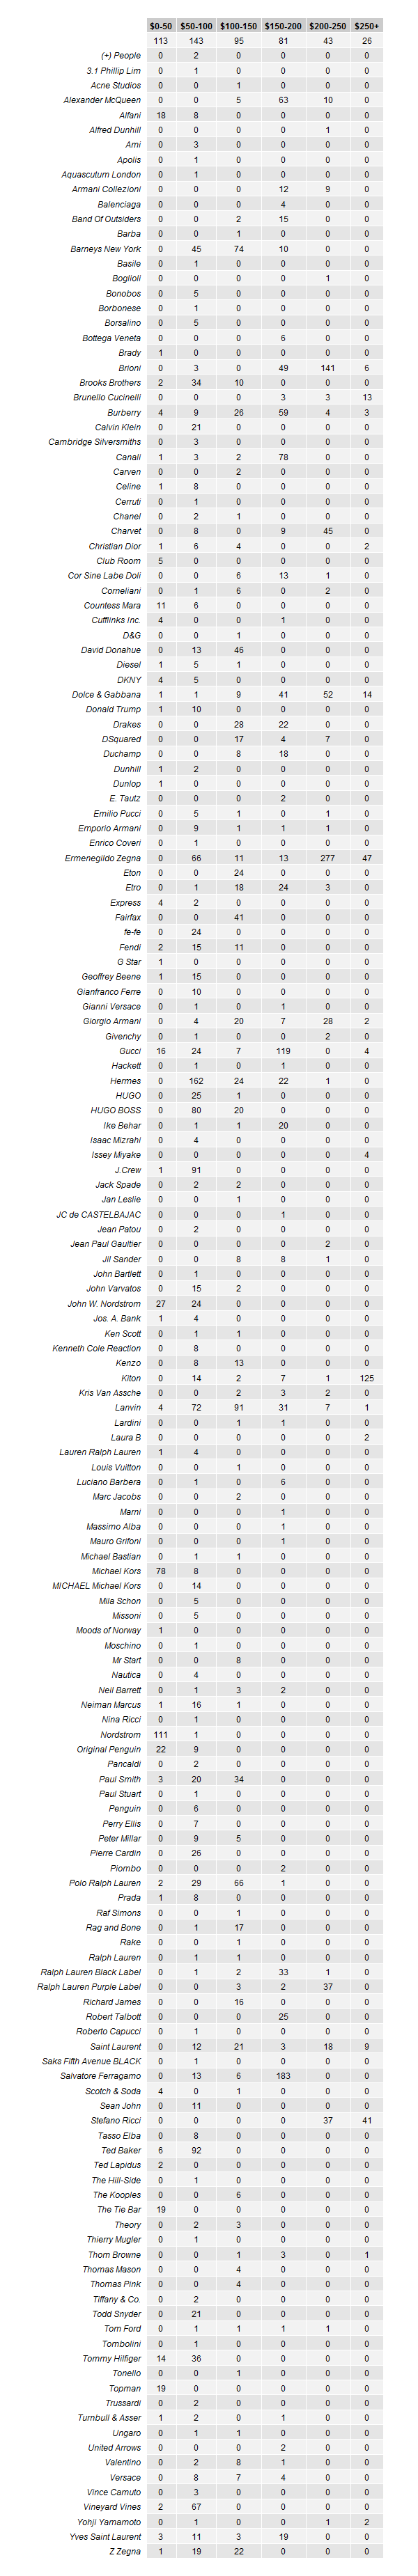 $0-50 $50-100 $100-150 $150-200 $200-250 $250+
113 143 95 81 43 26
(+) People 0 2 0 0 0 0
3.1 Phillip Lim 0 1 0 0 0 0
Acne Studios 0 0 1 0 0 0
Alexander McQueen 0 0 5 63 10 0
Alfani 18 8 0 0 0 0
Alfred Dunhill 0 0 0 0 1 0
Ami 0 3 0 0 0 0
Apolis 0 1 0 0 0 0
Aquascutum London 0 1 0 0 0 0
Armani Collezioni 0 0 0 12 9 0
Balenciaga 0 0 0 4 0 0
Band Of Outsiders 0 0 2 15 0 0
Barba 0 0 1 0 0 0
Barneys New York 0 45 74 10 0 0
Basile 0 1 0 0 0 0
Boglioli 0 0 0 0 1 0
Bonobos 0 5 0 0 0 0
Borbonese 0 1 0 0 0 0
Borsalino 0 5 0 0 0 0
Bottega Veneta 0 0 0 6 0 0
Brady 1 0 0 0 0 0
Brioni 0 3 0 49 141 6
Brooks Brothers 2 34 10 0 0 0
Brunello Cucinelli 0 0 0 3 3 13
Burberry 4 9 26 59 4 3
Calvin Klein 0 21 0 0 0 0
Cambridge Silversmiths 0 3 0 0 0 0
Canali 1 3 2 78 0 0
Carven 0 0 2 0 0 0
Celine 1 8 0 0 0 0
Cerruti 0 1 0 0 0 0
Chanel 0 2 1 0 0 0
Charvet 0 8 0 9 45 0
Christian Dior 1 6 4 0 0 2
Club Room 5 0 0 0 0 0
Cor Sine Labe Doli 0 0 6 13 1 0
Corneliani 0 1 6 0 2 0
Countess Mara 11 6 0 0 0 0
Cufflinks Inc. 4 0 0 1 0 0
D&G 0 0 1 0 0 0
David Donahue 0 13 46 0 0 0
Diesel 1 5 1 0 0 0
DKNY 4 5 0 0 0 0
Dolce & Gabbana 1 1 9 41 52 14
Donald Trump 1 10 0 0 0 0
Drakes 0 0 28 22 0 0
DSquared 0 0 17 4 7 0
Duchamp 0 0 8 18 0 0
Dunhill 1 2 0 0 0 0
Dunlop 1 0 0 0 0 0
E. Tautz 0 0 0 2 0 0
Emilio Pucci 0 5 1 0 1 0
Emporio Armani 0 9 1 1 1 0
Enrico Coveri 0 1 0 0 0 0
Ermenegildo Zegna 0 66 11 13 277 47
Eton 0 0 24 0 0 0
Etro 0 1 18 24 3 0
Express 4 2 0 0 0 0
Fairfax 0 0 41 0 0 0
fe-fe 0 24 0 0 0 0
Fendi 2 15 11 0 0 0
G Star 1 0 0 0 0 0
Geoffrey Beene 1 15 0 0 0 0
Gianfranco Ferre 0 10 0 0 0 0
Gianni Versace 0 1 0 1 0 0
Giorgio Armani 0 4 20 7 28 2
Givenchy 0 1 0 0 2 0
Gucci 16 24 7 119 0 4
Hackett 0 1 0 1 0 0
Hermes 0 162 24 22 1 0
HUGO 0 25 1 0 0 0
HUGO BOSS 0 80 20 0 0 0
Ike Behar 0 1 1 20 0 0
Isaac Mizrahi 0 4 0 0 0 0
Issey Miyake 0 0 0 0 0 4
J.Crew 1 91 0 0 0 0
Jack Spade 0 2 2 0 0 0
Jan Leslie 0 0 1 0 0 0
JC de CASTELBAJAC 0 0 0 1 0 0
Jean Patou 0 2 0 0 0 0
Jean Paul Gaultier 0 0 0 0 2 0
Jil Sander 0 0 8 8 1 0
John Bartlett 0 1 0 0 0 0
John Varvatos 0 15 2 0 0 0
John W. Nordstrom 27 24 0 0 0 0
Jos. A. Bank 1 4 0 0 0 0
Ken Scott 0 1 1 0 0 0
Kenneth Cole Reaction 0 8 0 0 0 0
Kenzo 0 8 13 0 0 0
Kiton 0 14 2 7 1 125
Kris Van Assche 0 0 2 3 2 0
Lanvin 4 72 91 31 7 1
Lardini 0 0 1 1 0 0
Laura B 0 0 0 0 0 2
Lauren Ralph Lauren 1 4 0 0 0 0
Louis Vuitton 0 0 1 0 0 0
Luciano Barbera 0 1 0 6 0 0
Marc Jacobs 0 0 2 0 0 0
Marni 0 0 0 1 0 0
Massimo Alba 0 0 0 1 0 0
Mauro Grifoni 0 0 0 1 0 0
Michael Bastian 0 1 1 0 0 0
Michael Kors 78 8 0 0 0 0
MICHAEL Michael Kors 0 14 0 0 0 0
Mila Schon 0 5 0 0 0 0
Missoni 0 5 0 0 0 0
Moods of Norway 1 0 0 0 0 0
Moschino 0 1 0 0 0 0
Mr Start 0 0 8 0 0 0
Nautica 0 4 0 0 0 0
Neil Barrett 0 1 3 2 0 0
Neiman Marcus 1 16 1 0 0 0
Nina Ricci 0 1 0 0 0 0
Nordstrom 111 1 0 0 0 0
Original Penguin 22 9 0 0 0 0
Pancaldi 0 2 0 0 0 0
Paul Smith 3 20 34 0 0 0
Paul Stuart 0 1 0 0 0 0
Penguin 0 6 0 0 0 0
Perry Ellis 0 7 0 0 0 0
Peter Millar 0 9 5 0 0 0
Pierre Cardin 0 26 0 0 0 0
Piombo 0 0 0 2 0 0
Polo Ralph Lauren 2 29 66 1 0 0
Prada 1 8 0 0 0 0
Raf Simons 0 0 1 0 0 0
Rag and Bone 0 1 17 0 0 0
Rake 0 0 1 0 0 0
Ralph Lauren 0 1 1 0 0 0
Ralph Lauren Black Label 0 1 2 33 1 0
Ralph Lauren Purple Label 0 0 3 2 37 0
Richard James 0 0 16 0 0 0
Robert Talbott 0 0 0 25 0 0
Roberto Capucci 0 1 0 0 0 0
Saint Laurent 0 12 21 3 18 9
Saks Fifth Avenue BLACK 0 1 0 0 0 0
Salvatore Ferragamo 0 13 6 183 0 0
Scotch & Soda 4 0 1 0 0 0
Sean John 0 11 0 0 0 0
Stefano Ricci 0 0 0 0 37 41
Tasso Elba 0 8 0 0 0 0
Ted Baker 6 92 0 0 0 0
Ted Lapidus 2 0 0 0 0 0
The Hill-Side 0 1 0 0 0 0
The Kooples 0 0 6 0 0 0
The Tie Bar 19 0 0 0 0 0
Theory 0 2 3 0 0 0
Thierry Mugler 0 1 0 0 0 0
Thom Browne 0 0 1 3 0 1
Thomas Mason 0 0 4 0 0 0
Thomas Pink 0 0 4 0 0 0
Tiffany & Co. 0 2 0 0 0 0
Todd Snyder 0 21 0 0 0 0
Tom Ford 0 1 1 1 1 0
Tombolini 0 1 0 0 0 0
Tommy Hilfiger 14 36 0 0 0 0
Tonello 0 0 1 0 0 0
Topman 19 0 0 0 0 0
Trussardi 0 2 0 0 0 0
Turnbull & Asser 1 2 0 1 0 0
Ungaro 0 1 1 0 0 0
United Arrows 0 0 0 2 0 0
Valentino 0 2 8 1 0 0
Versace 0 8 7 4 0 0
Vince Camuto 0 3 0 0 0 0
Vineyard Vines 2 67 0 0 0 0
Yohji Yamamoto 0 1 0 0 1 2
Yves Saint Laurent 3 11 3 19 0 0
Z Zegna 1 19 22 0 0 0